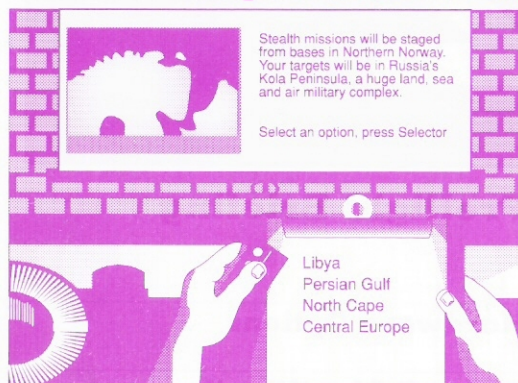 Stealth missions will be staged
from bases in Northern Norway.
Your targets will be in Russia's
Kola Peninsula, a huge land, sea
and air military complex.
Select an option, press Selector
Libya
Persian Gulf
North Cape
Central Europe